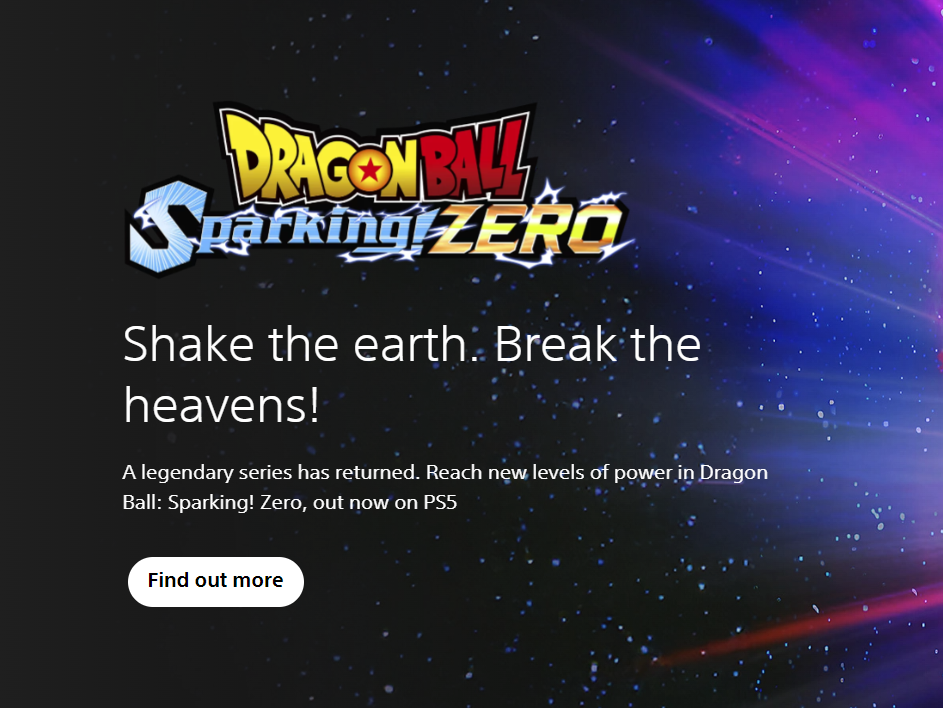 DRAGON BALL
Sparking! ZERO
Shake the earth. Break the
heavens!
A legendary series has returned. Reach new levels of power in Dragon
Ball: Sparking! Zero, out now on PS5
Find out more